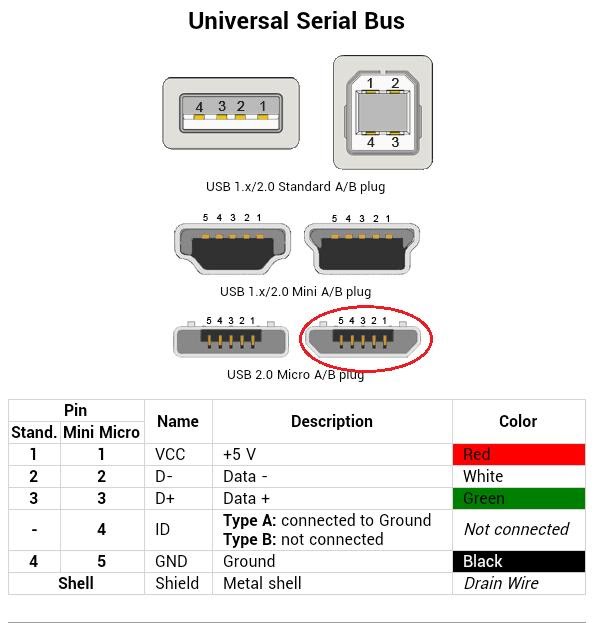 Universal Serial Bus
4 3 2 1
1 2
4 3
USB 1.x/2.0 Standard A/B plug
5 4 3 2 1
5 4 3 2 1
USB 1.x/2.0 Mini A/B plug
5 4 3 2 1
5 4 3 2 1
USB 2.0 Micro A/B plug
Pin Name Description Color
Stand. Mini Micro
1 1 VCC +5 V Red
2 2 D- Data - White
3 3 D+ Data + Green
- 4 ID Type A: connected to Ground
Type B: not connected Not connected
4 5 GND Ground Black
Shell Shield Metal shell Drain Wire